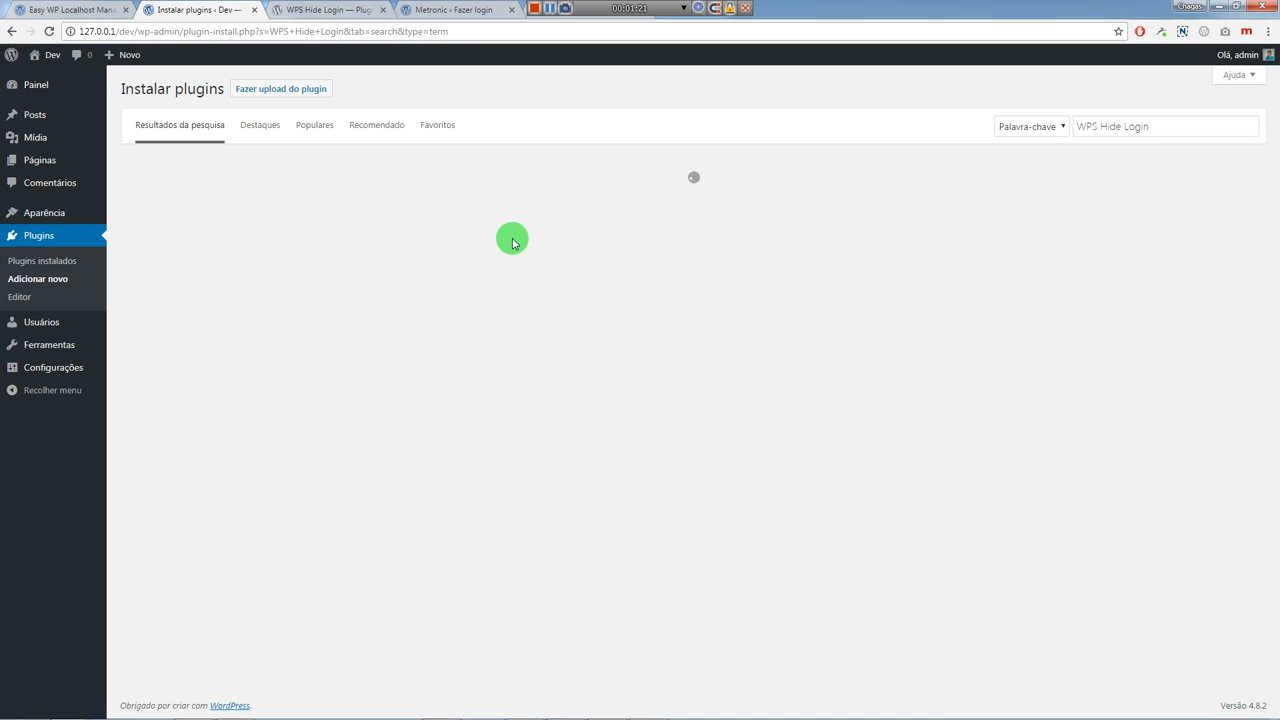 Easy WP Localhost Mana
Instalar plugins ‹ Dev —
WPS Hide Login — Plug
Metronic ‹ Fazer login
00:01:21
Chagas
127.0.0.1/dev/wp-admin/plugin-install.php?s=WPS+Hide+Login&tab=search&type=term
Dev
0
Novo
Olá, admin
Painel
Posts
Mídia
Páginas
Comentários
Aparência
Plugins
Plugins instalados
Adicionar novo
Editor
Usuários
Ferramentas
Configurações
Recolher menu
Instalar plugins
Fazer upload do plugin
Ajuda
Resultados da pesquisa
Destaques
Populares
Recomendado
Favoritos
Palavra-chave
WPS Hide Login
Obrigado por criar com WordPress.
Versão 4.8.2